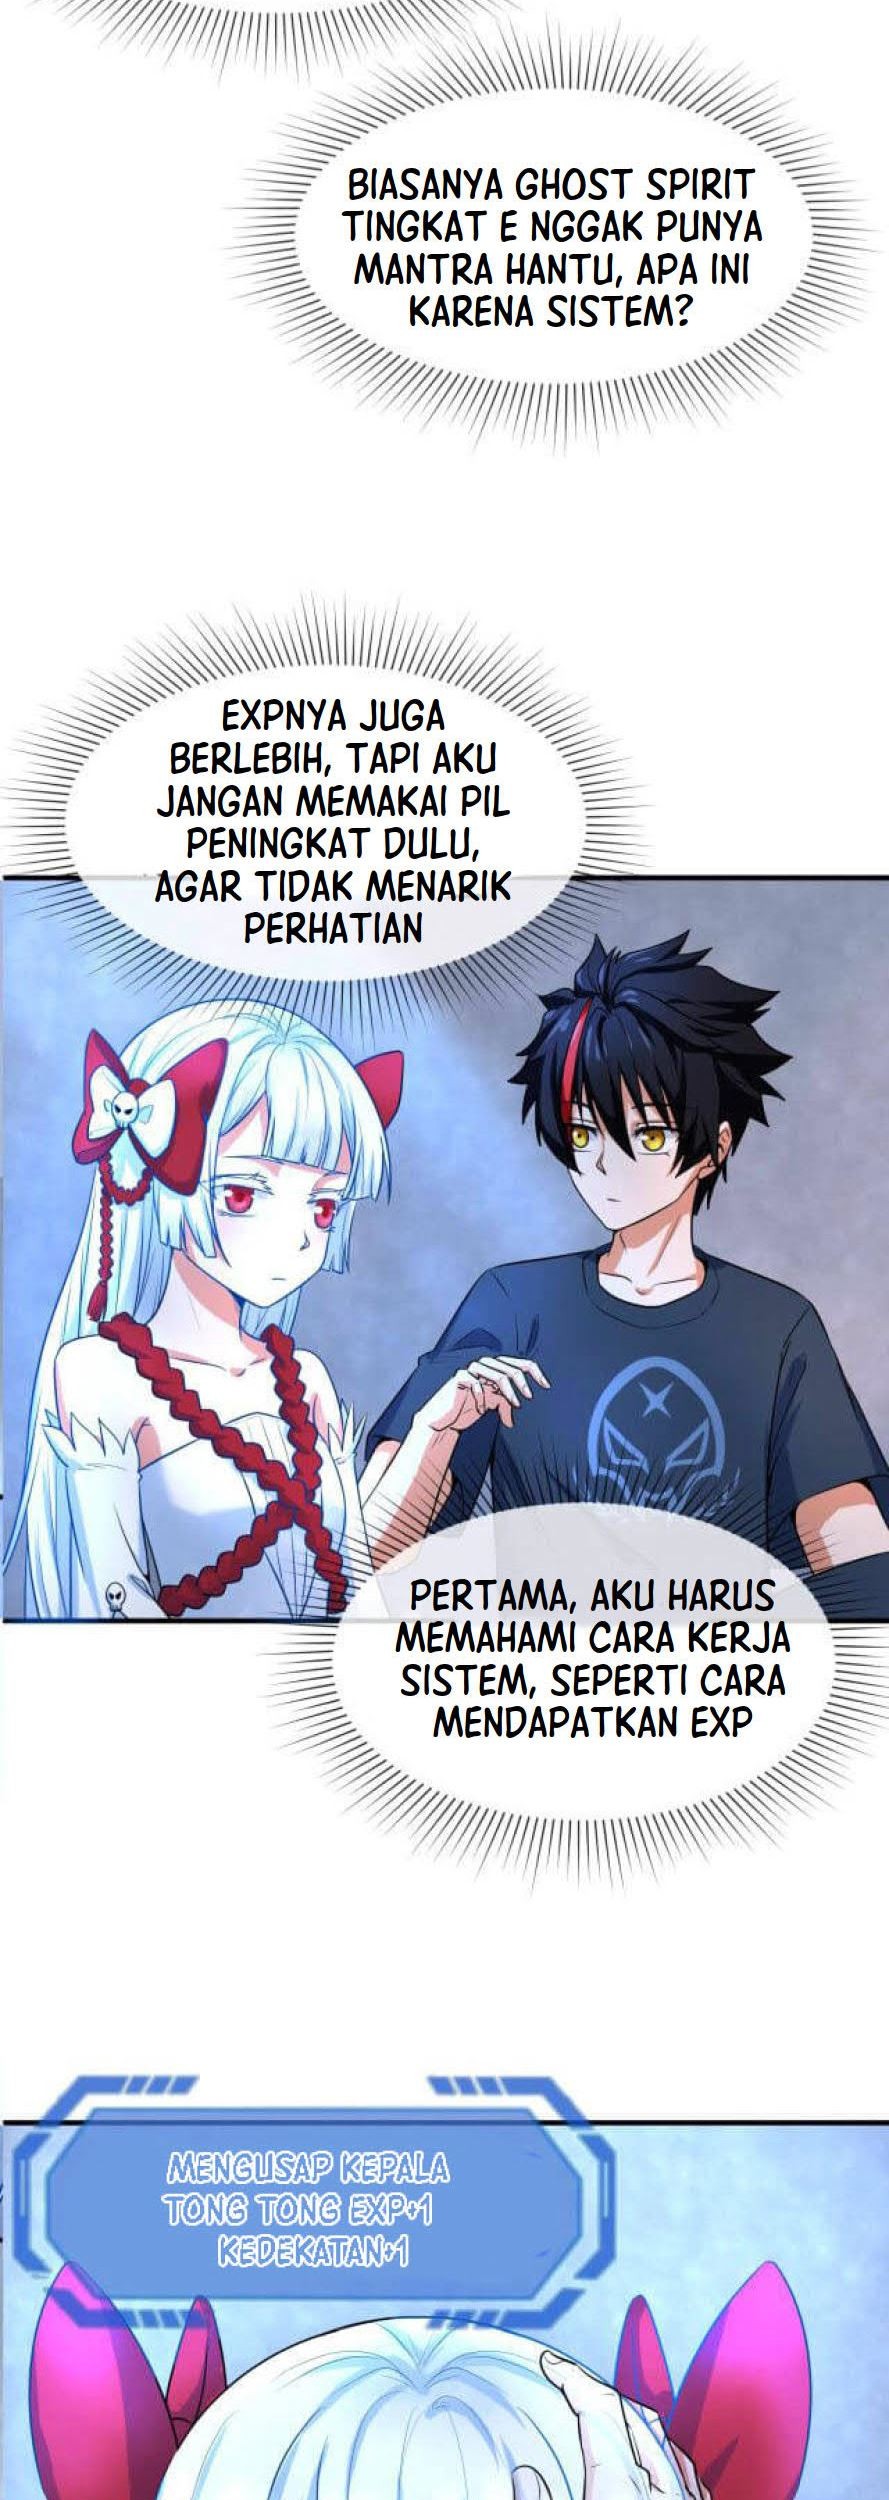 BIASANYA GHOST SPIRIT
TINGKAT E NGGAK PUNYA
MANTRA HANTU, APA INI
KARENA SISTEM?
EXPNYA JUGA
BERLEBIH, TAPI AKU
JANGAN MEMAKAI PIL
PENINGKAT DULU,
AGAR TIDAK MENARIK
PERHATIAN
PERTAMA, AKU HARUS
MEMAHAMI CARA KERJA
SISTEM, SEPERTI CARA
MENDAPATKAN EXP
MENGUSAP KEPALA
TONG TONG EXP+1
KEDEKATAN+1